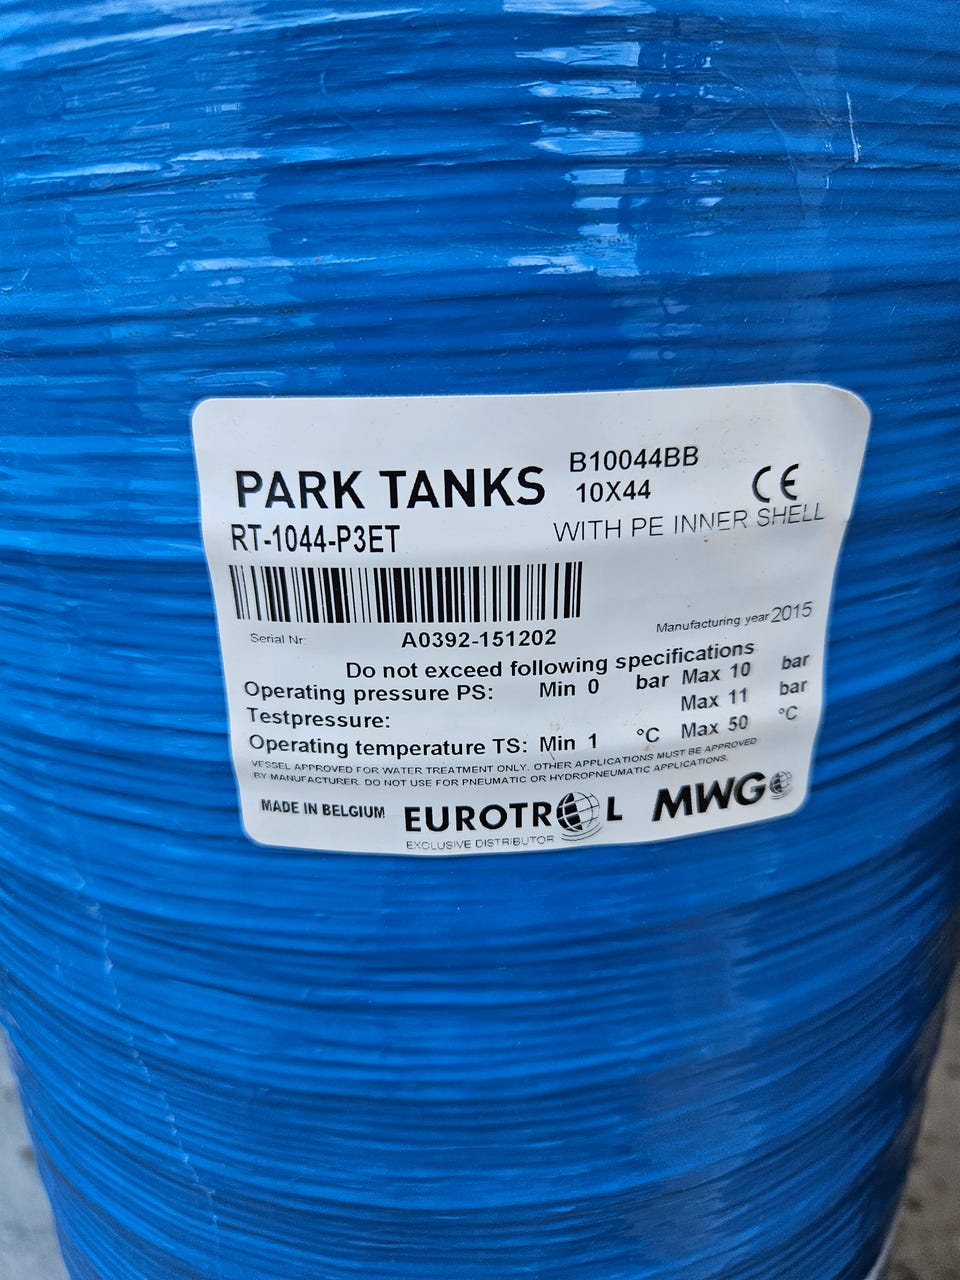 PARK TANKS
B10044BB
10X44
CE
RT-1044-P3ET
WITH PE INNER SHELL
Serial Nr:
A0392-151202
Manufacturing year 2015
Do not exceed following specifications
Operating pressure PS: Min 0 bar Max 10 bar
Testpressure: Max 11 bar
Operating temperature TS: Min 1 °C Max 50 °C
VESSEL APPROVED FOR WATER TREATMENT ONLY. OTHER APPLICATIONS MUST BE APPROVED
BY MANUFACTURER. DO NOT USE FOR PNEUMATIC OR HYDROPNEUMATIC APPLICATIONS.
MADE IN BELGIUM
EUROTROL
EXCLUSIVE DISTRIBUTOR
MWG